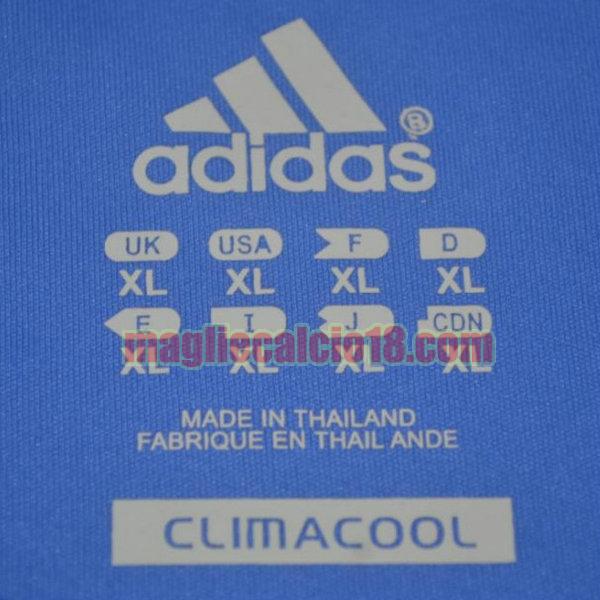 adidas®
UK USA F D
XL XL XL XL
E I J CDN
magliecalcio18.com
XL XL XL XL
MADE IN THAILAND
FABRIQUE EN THAIL ANDE
CLIMACOOL